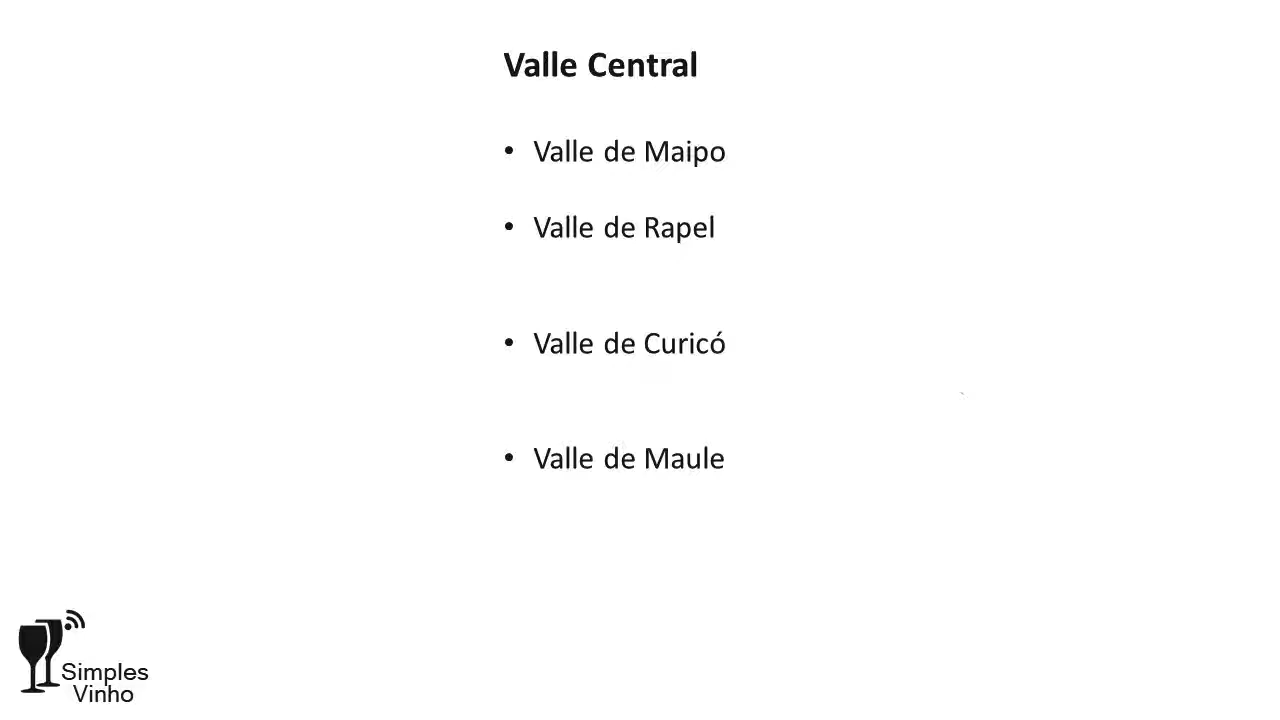 Valle Central
• Valle de Maipo
• Valle de Rapel
• Valle de Curicó
• Valle de Maule
Simples
Vinho